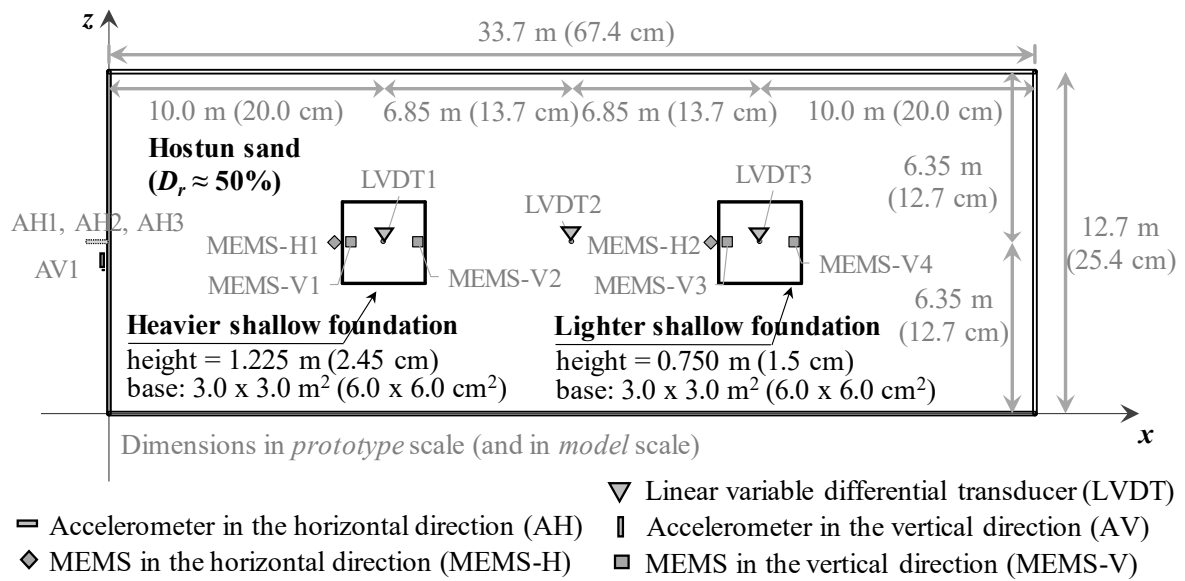 z
33.7 m (67.4 cm)
10.0 m (20.0 cm)
6.85 m (13.7 cm)
6.85 m (13.7 cm)
10.0 m (20.0 cm)
Hostun sand
(Dr ≈ 50%)
6.35 m
(12.7 cm)
LVDT1
LVDT2
LVDT3
AH1, AH2, AH3
AV1
MEMS-H1
MEMS-V1
MEMS-V2
MEMS-H2
MEMS-V3
MEMS-V4
12.7 m
(25.4 cm)
6.35 m
(12.7 cm)
Heavier shallow foundation
height = 1.225 m (2.45 cm)
base: 3.0 x 3.0 m² (6.0 x 6.0 cm²)
Lighter shallow foundation
height = 0.750 m (1.5 cm)
base: 3.0 x 3.0 m² (6.0 x 6.0 cm²)
x
Dimensions in prototype scale (and in model scale)
Linear variable differential transducer (LVDT)
Accelerometer in the horizontal direction (AH)
Accelerometer in the vertical direction (AV)
MEMS in the horizontal direction (MEMS-H)
MEMS in the vertical direction (MEMS-V)